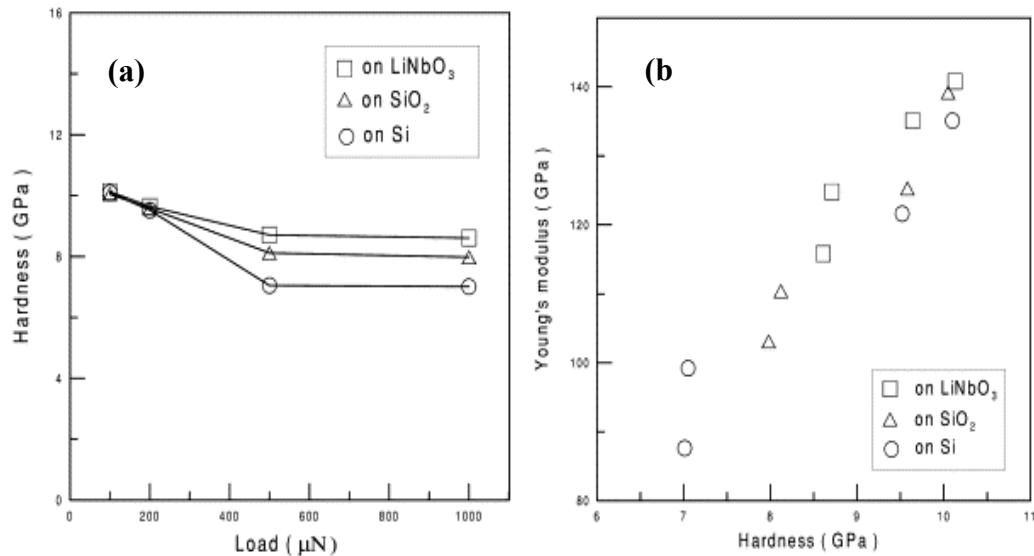 (a)
on LiNbO₃
on SiO₂
on Si
Hardness ( GPa )
16
12
8
4
0
0 200 400 600 800 1000
Load ( μN )
(b
Young's modulus ( GPa )
140
120
100
80
on LiNbO₃
on SiO₂
on Si
6 7 8 9 10 11
Hardness ( GPa )